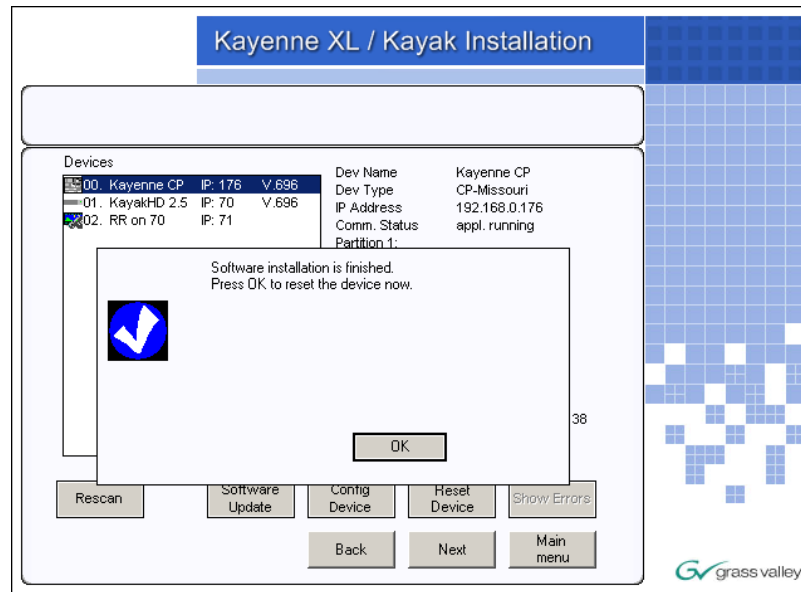 Kayenne XL / Kayak Installation
Devices
00. Kayenne CP IP: 176 V.696
01. KayakHD 2.5 IP: 70 V.696
02. RR on 70 IP: 71
Dev Name Kayenne CP
Dev Type CP-Missouri
IP Address 192.168.0.176
Comm. Status appl. running
Partition 1:
Software installation is finished.
Press OK to reset the device now.
38
OK
Rescan
Software Update
Config Device
Reset Device
Show Errors
Back
Next
Main menu
GV grass valley